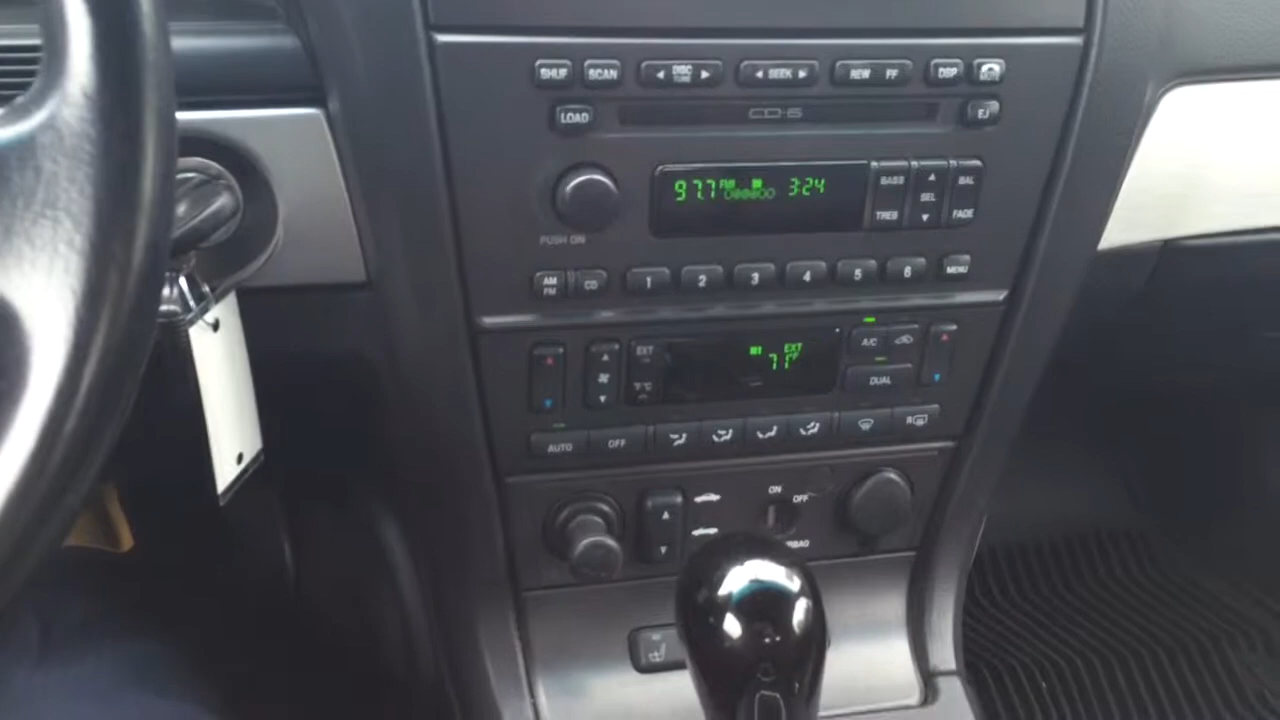 SHUF SCAN DISC TUNE SEEK REW FF DSP MUTE
LOAD CD-6 EJ
97.7 FM 3:24
BASS SEL BAL
TREB FADE
PUSH ON
AM FM CD 1 2 3 4 5 6 MENU
EXT EXT A/C
71°F
°F°C DUAL
AUTO OFF R
ON OFF